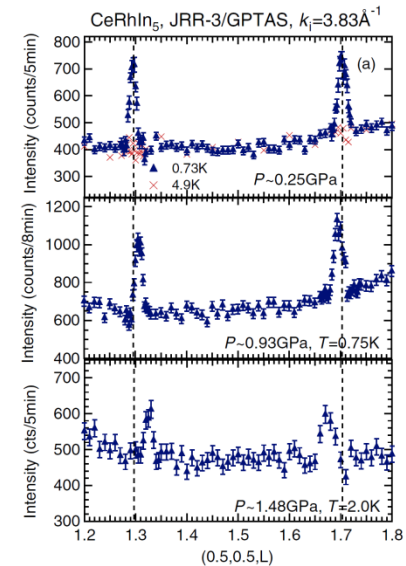 CeRhIn5, JRR-3/GPTAS, ki=3.83Å-1
800
700
600
500
400
300
Intensity (counts/5min)
(a)
0.73K
4.9K
P~0.25GPa
1200
1000
800
600
400
Intensity (counts/8min)
P~0.93GPa, T=0.75K
700
600
500
400
300
Intensity (cts/5min)
P~1.48GPa, T=2.0K
1.2 1.3 1.4 1.5 1.6 1.7 1.8
(0.5,0.5,L)